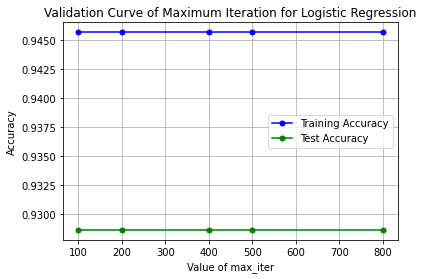 Validation Curve of Maximum Iteration for Logistic Regression
0.9450
0.9425
0.9400
0.9375
0.9350
0.9325
0.9300
Accuracy
Training Accuracy
Test Accuracy
100 200 300 400 500 600 700 800
Value of max_iter